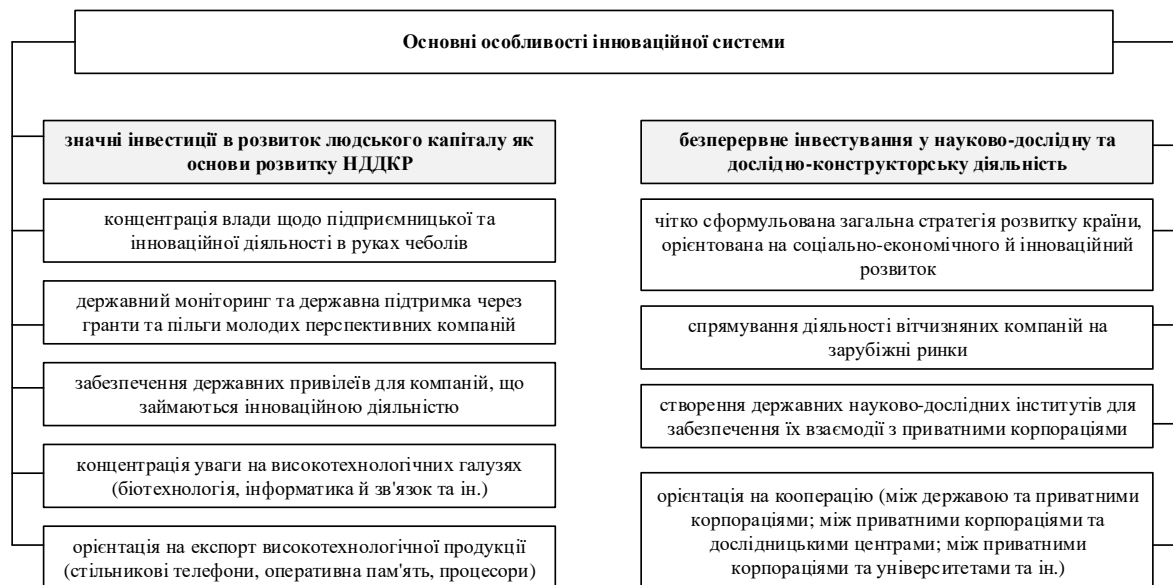 Основні особливості інноваційної системи
значні інвестиції в розвиток людського капіталу як
основи розвитку НДДКР
концентрація влади щодо підприємницької та
інноваційної діяльності в руках чеболів
державний моніторинг та державна підтримка через
гранти та пільги молодих перспективних компаній
забезпечення державних привілеїв для компаній, що
займаються інноваційною діяльністю
концентрація уваги на високотехнологічних галузях
(біотехнологія, інформатика й зв'язок та ін.)
орієнтація на експорт високотехнологічної продукції
(стільникові телефони, оперативна пам'ять, процесори)
безперервне інвестування у науково-дослідну та
дослідно-конструкторську діяльність
чітко сформульована загальна стратегія розвитку країни,
орієнтована на соціально-економічного й інноваційний
розвиток
спрямування діяльності вітчизняних компаній на
зарубіжні ринки
створення державних науково-дослідних інститутів для
забезпечення їх взаємодії з приватними корпораціями
орієнтація на кооперацію (між державою та приватними
корпораціями; між приватними корпораціями та
дослідницькими центрами; між приватними
корпораціями та університетами та ін.)